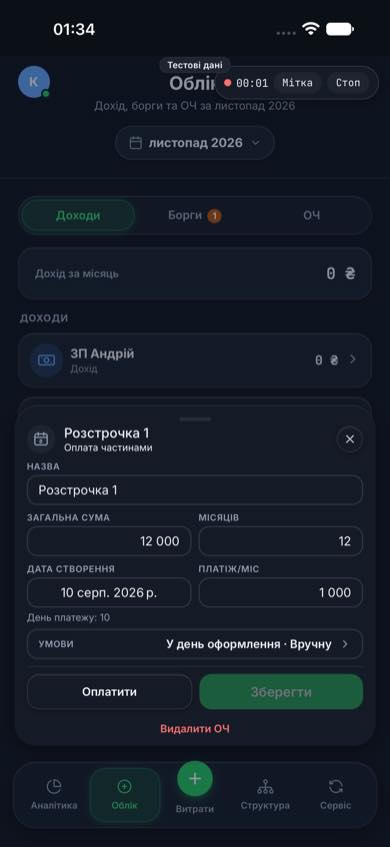 01:34
Тестові дані
К
Облік
00:01 Мітка Стоп
Дохід, борги та ОЧ за листопад 2026
листопад 2026
Доходи Борги 1 ОЧ
Дохід за місяць 0 ₴
ДОХОДИ
ЗП Андрій 0 ₴
Дохід
Розстрочка 1
Оплата частинами
НАЗВА
Розстрочка 1
ЗАГАЛЬНА СУМА МІСЯЦІВ
12 000 12
ДАТА СТВОРЕННЯ ПЛАТІЖ/МІС
10 серп. 2026 р. 1 000
День платежу: 10
УМОВИ У день оформлення · Вручну
Оплатити Зберегти
Видалити ОЧ
Аналітика Облік Витрати Структура Сервіс